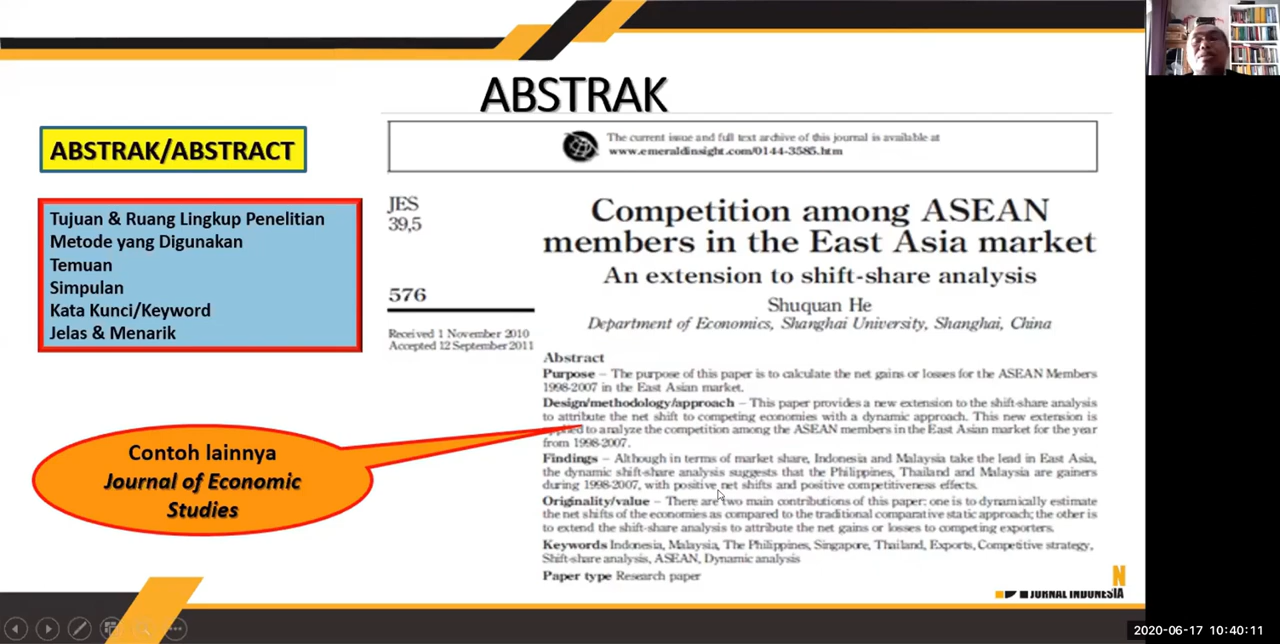 ABSTRAK
ABSTRAK/ABSTRACT
Tujuan & Ruang Lingkup Penelitian
Metode yang Digunakan
Temuan
Simpulan
Kata Kunci/Keyword
Jelas & Menarik
Contoh lainnya
Journal of Economic
Studies
The current issue and full text archive of this journal is available at
www.emeraldinsight.com/0144-3585.htm
JES
39,5
576
Received 1 November 2010
Accepted 12 September 2011
Competition among ASEAN
members in the East Asia market
An extension to shift-share analysis
Shuquan He
Department of Economics, Shanghai University, Shanghai, China
Abstract
Purpose – The purpose of this paper is to calculate the net gains or losses for the ASEAN Members
1998-2007 in the East Asian market.
Design/methodology/approach – This paper provides a new extension to the shift-share analysis
to attribute the net shift to competing economies with a dynamic approach. This new extension is
to analyze the competition among the ASEAN members in the East Asian market for the year
from 1998-2007.
Findings – Although in terms of market share, Indonesia and Malaysia take the lead in East Asia,
the dynamic shift-share analysis suggests that the Philippines, Thailand and Malaysia are gainers
during 1998-2007, with positive net shifts and positive competitiveness effects.
Originality/value – There are two main contributions of this paper: one is to dynamically estimate
the net shifts of the economies as compared to the traditional comparative static approach; the other is
to extend the shift-share analysis to attribute the net gains or losses to competing exporters.
Keywords Indonesia, Malaysia, The Philippines, Singapore, Thailand, Exports, Competitive strategy,
Shift-share analysis, ASEAN, Dynamic analysis
Paper type Research paper
N
JURNAL INDONESIA
2020-06-17 10:40:11